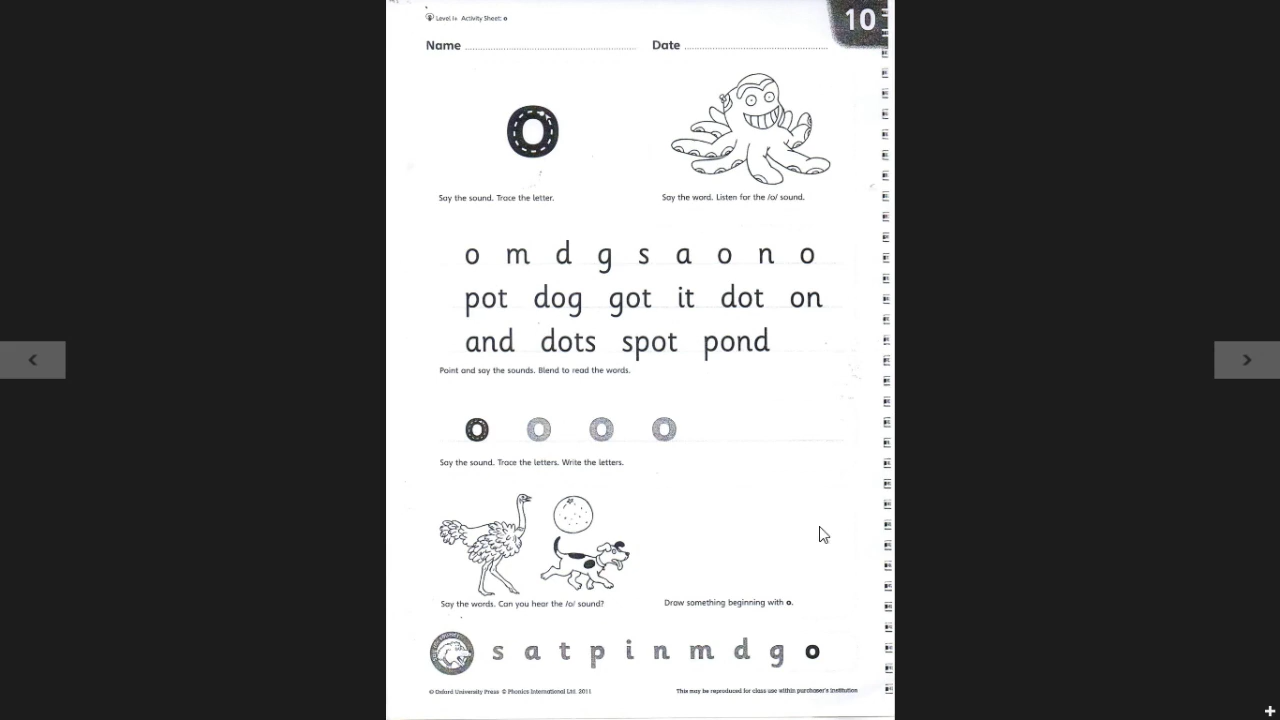 Level 1+ Activity Sheet: o
10
Name Date
o
Say the sound. Trace the letter.
Say the word. Listen for the /o/ sound.
o m d g s a o n o
pot dog got it dot on
and dots spot pond
Point and say the sounds. Blend to read the words.
o o o o
Say the sound. Trace the letters. Write the letters.
Say the words. Can you hear the /o/ sound?
Draw something beginning with o.
s a t p i n m d g o
© Oxford University Press © Phonics International Ltd. 2011
This may be reproduced for class use within purchaser's institution